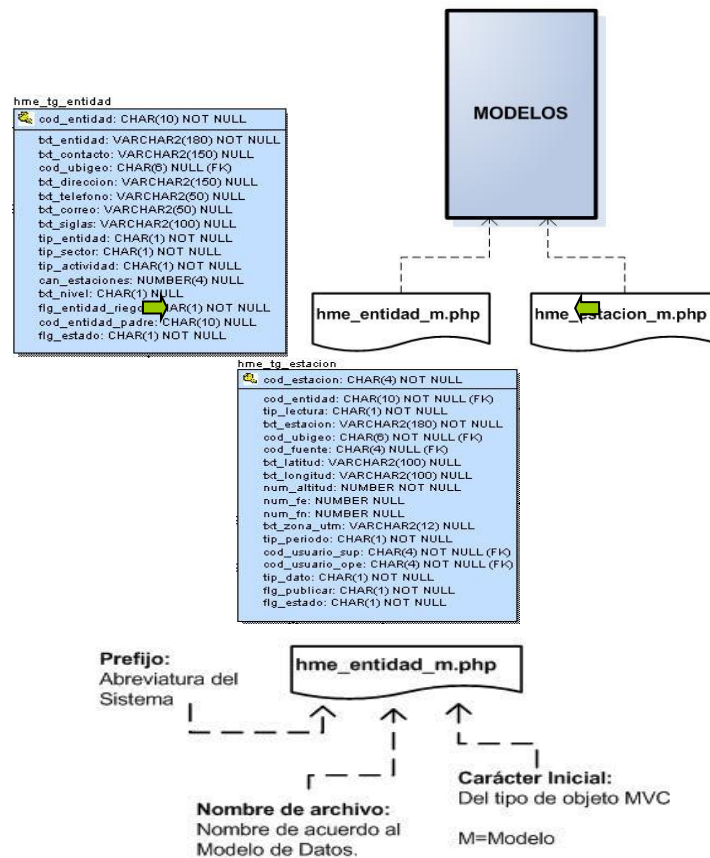 MODELOS
hme_tg_entidad
cod_entidad: CHAR(10) NOT NULL
txt_entidad: VARCHAR2(180) NOT NULL
txt_contacto: VARCHAR2(150) NULL
cod_ubigeo: CHAR(6) NULL (FK)
txt_direccion: VARCHAR2(150) NULL
txt_telefono: VARCHAR2(50) NULL
txt_correo: VARCHAR2(50) NULL
txt_siglas: VARCHAR2(100) NULL
tip_entidad: CHAR(1) NOT NULL
tip_sector: CHAR(1) NOT NULL
tip_actividad: CHAR(1) NOT NULL
can_estaciones: NUMBER(4) NULL
txt_nivel: CHAR(1) NULL
flg_entidad_riego AR(1) NOT NULL
cod_entidad_padre: CHAR(10) NULL
flg_estado: CHAR(1) NOT NULL
hme_entidad_m.php
hme_estacion_m.php
hme_tg_estacion
cod_estacion: CHAR(4) NOT NULL
cod_entidad: CHAR(10) NOT NULL (FK)
tip_lectura: CHAR(1) NOT NULL
txt_estacion: VARCHAR2(180) NOT NULL
cod_ubigeo: CHAR(6) NOT NULL (FK)
cod_fuente: CHAR(4) NULL (FK)
txt_latitud: VARCHAR2(100) NULL
txt_longitud: VARCHAR2(100) NULL
num_altitud: NUMBER NOT NULL
num_fe: NUMBER NULL
num_fn: NUMBER NULL
txt_zona_utm: VARCHAR2(12) NULL
tip_periodo: CHAR(1) NOT NULL
cod_usuario_sup: CHAR(4) NOT NULL (FK)
cod_usuario_ope: CHAR(4) NOT NULL (FK)
tip_dato: CHAR(1) NOT NULL
flg_publicar: CHAR(1) NOT NULL
flg_estado: CHAR(1) NOT NULL
hme_entidad_m.php
Prefijo:
Abreviatura del
Sistema
Nombre de archivo:
Nombre de acuerdo al
Modelo de Datos.
Carácter Inicial:
Del tipo de objeto MVC
M=Modelo